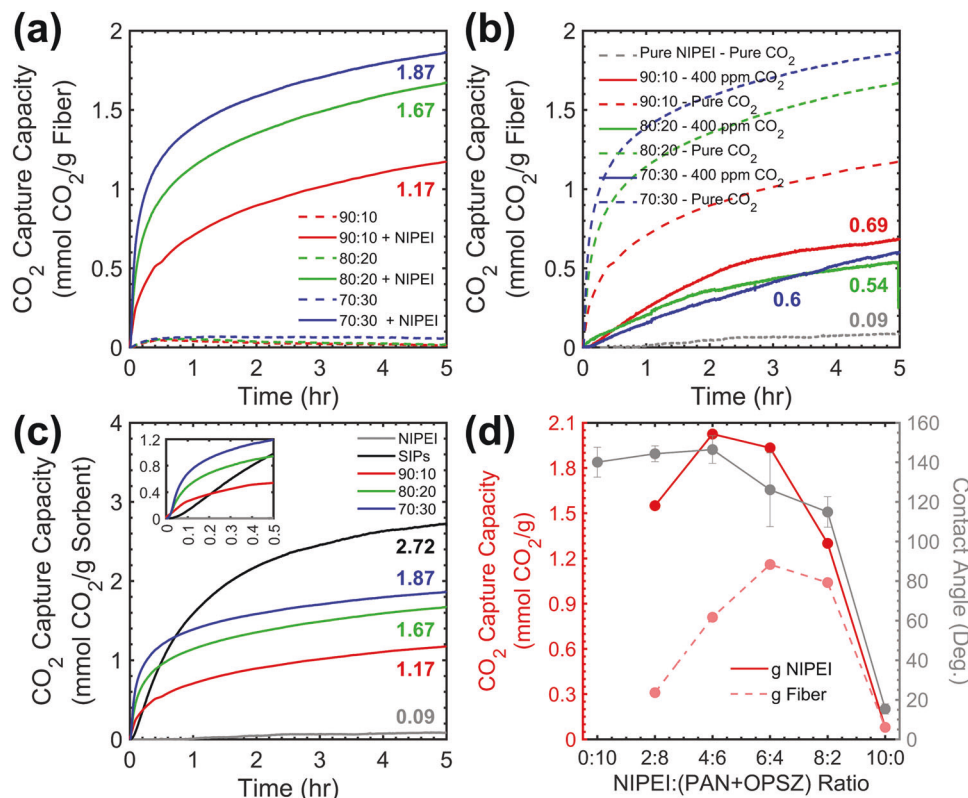 (a)
CO2 Capture Capacity
(mmol CO2/g Fiber)
2
1.5
1
0.5
0
1.87
1.67
1.17
90:10
90:10 + NIPEI
80:20
80:20 + NIPEI
70:30
70:30 + NIPEI
0 1 2 3 4 5
Time (hr)
(b)
CO2 Capture Capacity
(mmol CO2/g Fiber)
2
1.5
1
0.5
0
Pure NIPEI - Pure CO2
90:10 - 400 ppm CO2
90:10 - Pure CO2
80:20 - 400 ppm CO2
80:20 - Pure CO2
70:30 - 400 ppm CO2
70:30 - Pure CO2
0.69
0.54
0.6
0.09
0 1 2 3 4 5
Time (hr)
(c)
CO2 Capture Capacity
(mmol CO2/g Sorbent)
4
3
2
1
0
1.2
0.8
0.4
0
0 0.1 0.2 0.3 0.4 0.5
NIPEI
SIPs
90:10
80:20
70:30
2.72
1.87
1.67
1.17
0.09
0 1 2 3 4 5
Time (hr)
(d)
CO2 Capture Capacity
(mmol CO2/g)
2.1
1.8
1.5
1.2
0.9
0.6
0.3
0
g NIPEI
g Fiber
160
140
120
100
80
60
40
20
0
Contact Angle (Deg.)
0:10 2:8 4:6 6:4 8:2 10:0
NIPEI:(PAN+OPSZ) Ratio